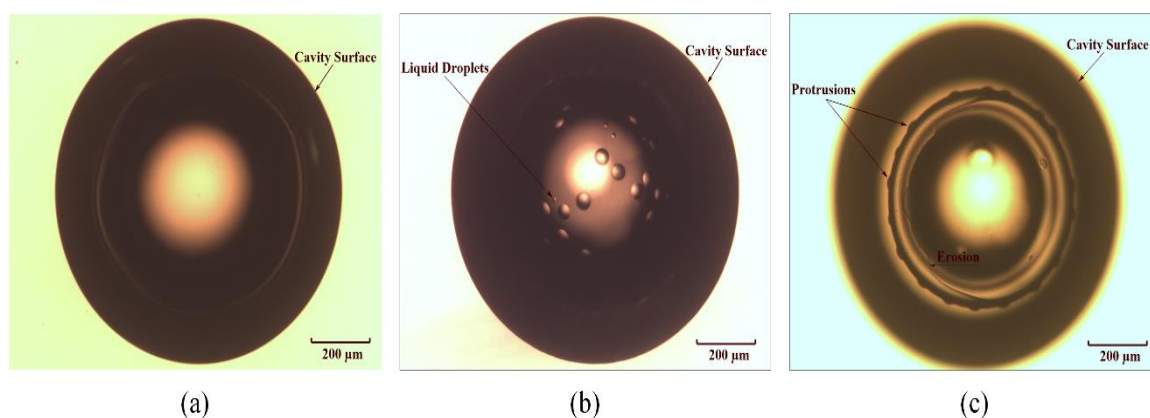 Cavity Surface
200 µm
(a)
Liquid Droplets
Cavity Surface
200 µm
(b)
Cavity Surface
Protrusions
Erosion
200 µm
(c)